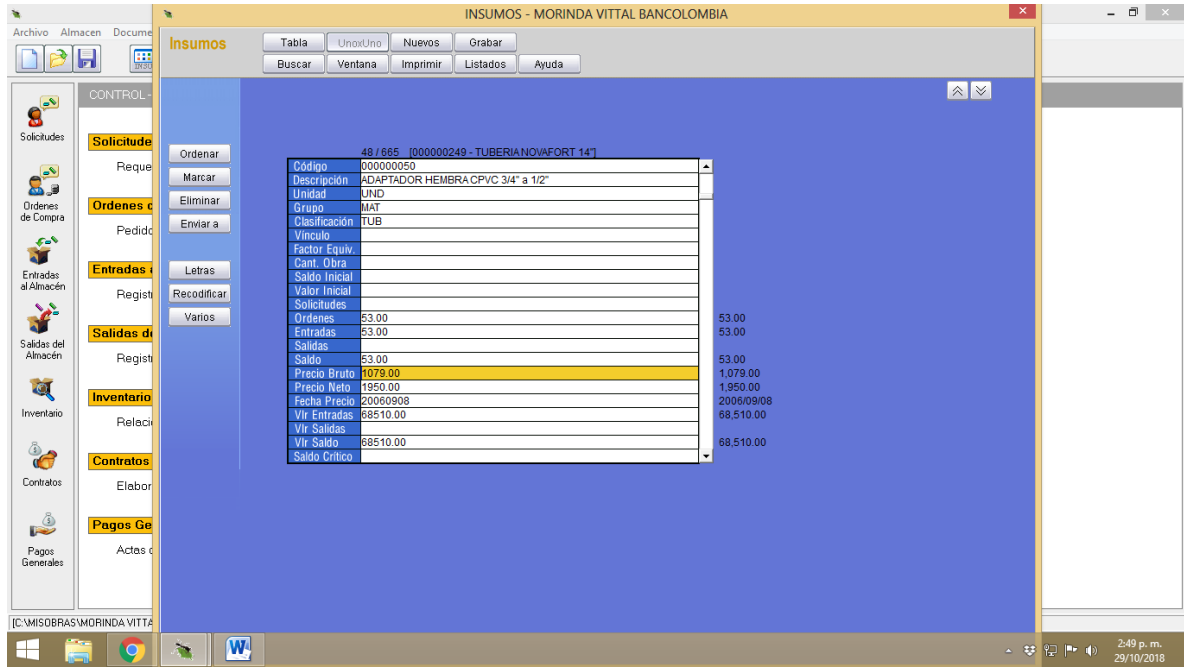 INSUMOS - MORINDA VITTAL BANCOLOMBIA
Archivo Almacen Docume
Insumos
Tabla UnoxUno Nuevos Grabar
Buscar Ventana Imprimir Listados Ayuda
CONTROL -
Solicitudes
Ordenes
de Compra
Entradas
al Almacén
Salidas del
Almacén
Inventario
Contratos
Pagos
Generales
Solicitude
Reque
Ordenes d
Pedido
Entradas a
Registr
Salidas de
Registr
Inventario
Relacio
Contratos
Elabor
Pagos Ge
Actas d
Ordenar
Marcar
Eliminar
Enviar a
Letras
Recodificar
Varios
48 / 665 [000000249 - TUBERIA NOVAFORT 14"]
Código 000000050
Descripción ADAPTADOR HEMBRA CPVC 3/4" a 1/2"
Unidad UND
Grupo MAT
Clasificación TUB
Vínculo
Factor Equiv.
Cant. Obra
Saldo Inicial
Valor Inicial
Solicitudes
Ordenes 53.00 53.00
Entradas 53.00 53.00
Salidas
Saldo 53.00 53.00
Precio Bruto 1079.00 1,079.00
Precio Neto 1950.00 1,950.00
Fecha Precio 20060908 2006/09/08
Vlr Entradas 68510.00 68,510.00
Vlr Salidas
Vlr Saldo 68510.00 68,510.00
Saldo Crítico
[C:\MISOBRAS\MORINDA VITTA
2:49 p. m.
29/10/2018